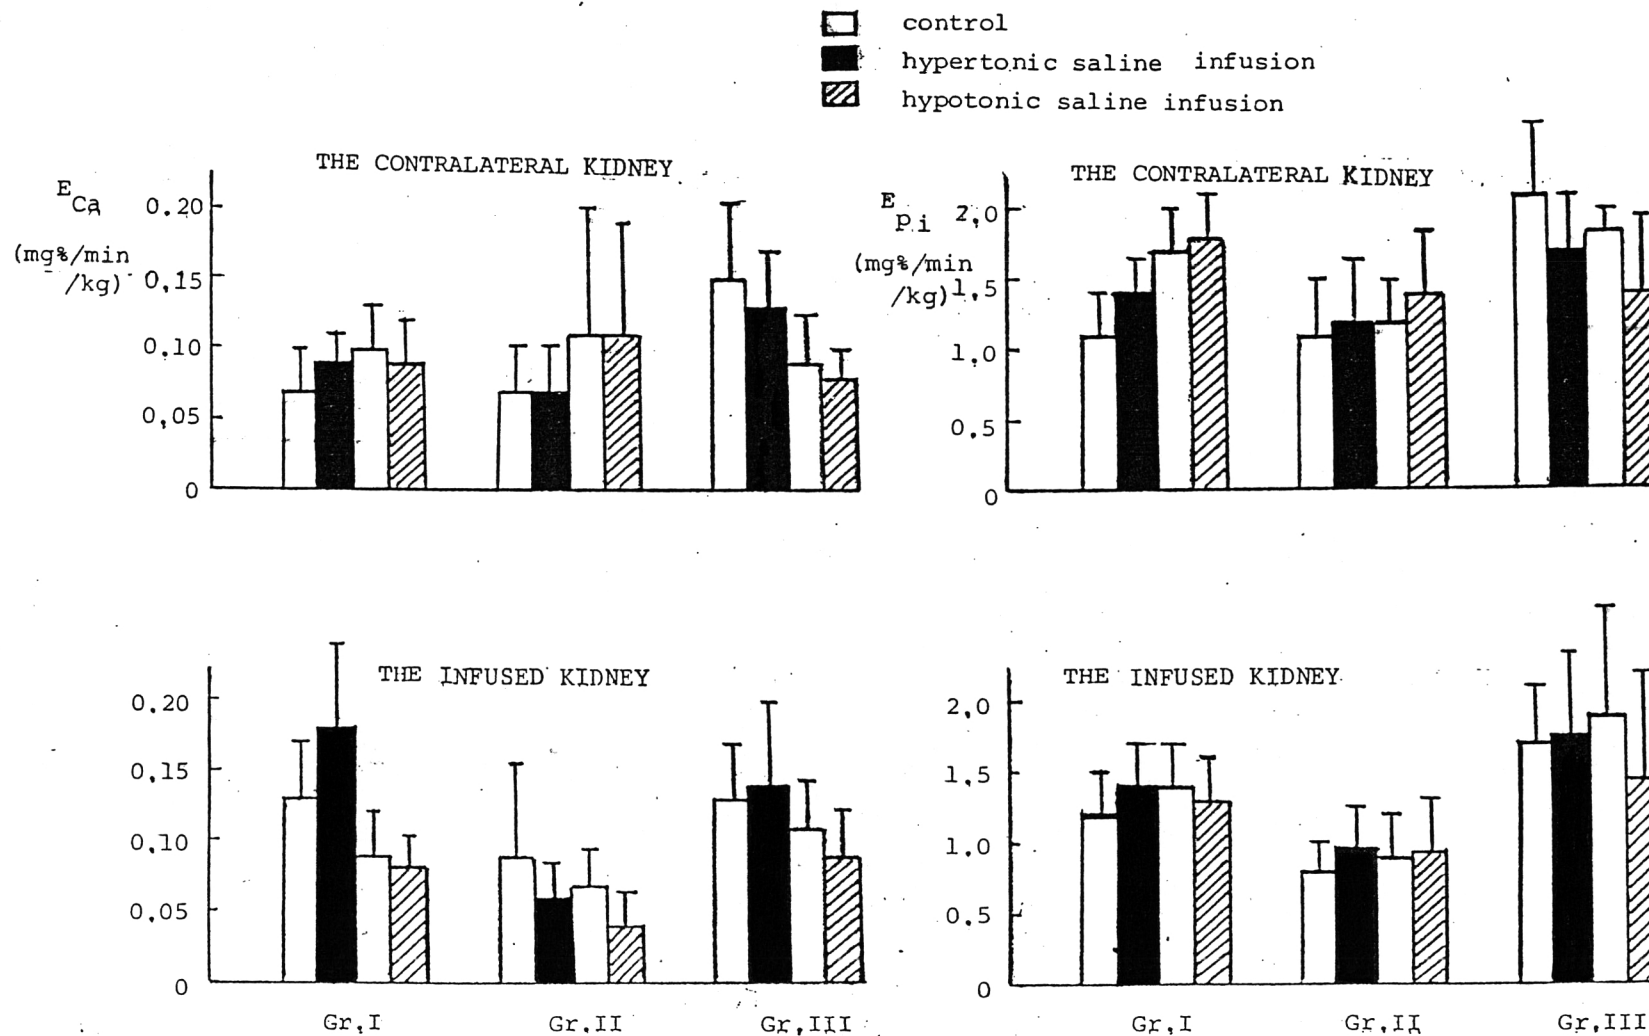 control
hypertonic saline infusion
hypotonic saline infusion
THE CONTRALATERAL KIDNEY
E Ca
(mg%/min
/kg)
0.20
0,15
0,10
0,05
0
THE CONTRALATERAL KIDNEY
E p.i
(mg%/min
/kg)
2,0
1,5
1,0
0.5
0
THE INFUSED KIDNEY
0.20
0,15
0,10
0,05
0
Gr,I Gr,II Gr,III
THE INFUSED KIDNEY
2,0
1,5
1,0
0,5
0
Gr,I Gr,II Gr,III